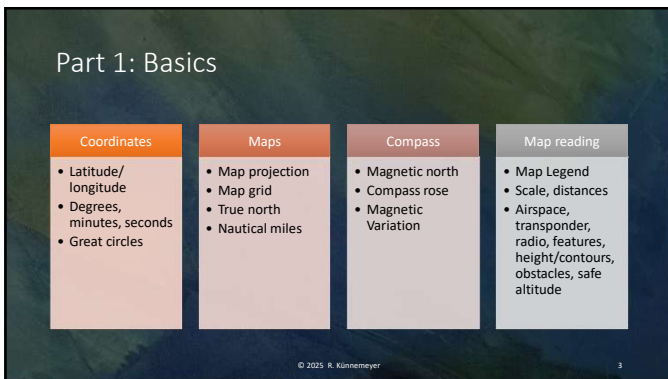 Part 1: Basics
Coordinates
• Latitude/
longitude
• Degrees,
minutes, seconds
• Great circles
Maps
• Map projection
• Map grid
• True north
• Nautical miles
Compass
• Magnetic north
• Compass rose
• Magnetic
Variation
Map reading
• Map Legend
• Scale, distances
• Airspace,
transponder,
radio, features,
height/contours,
obstacles, safe
altitude
© 2025 R. Künnemeyer
3